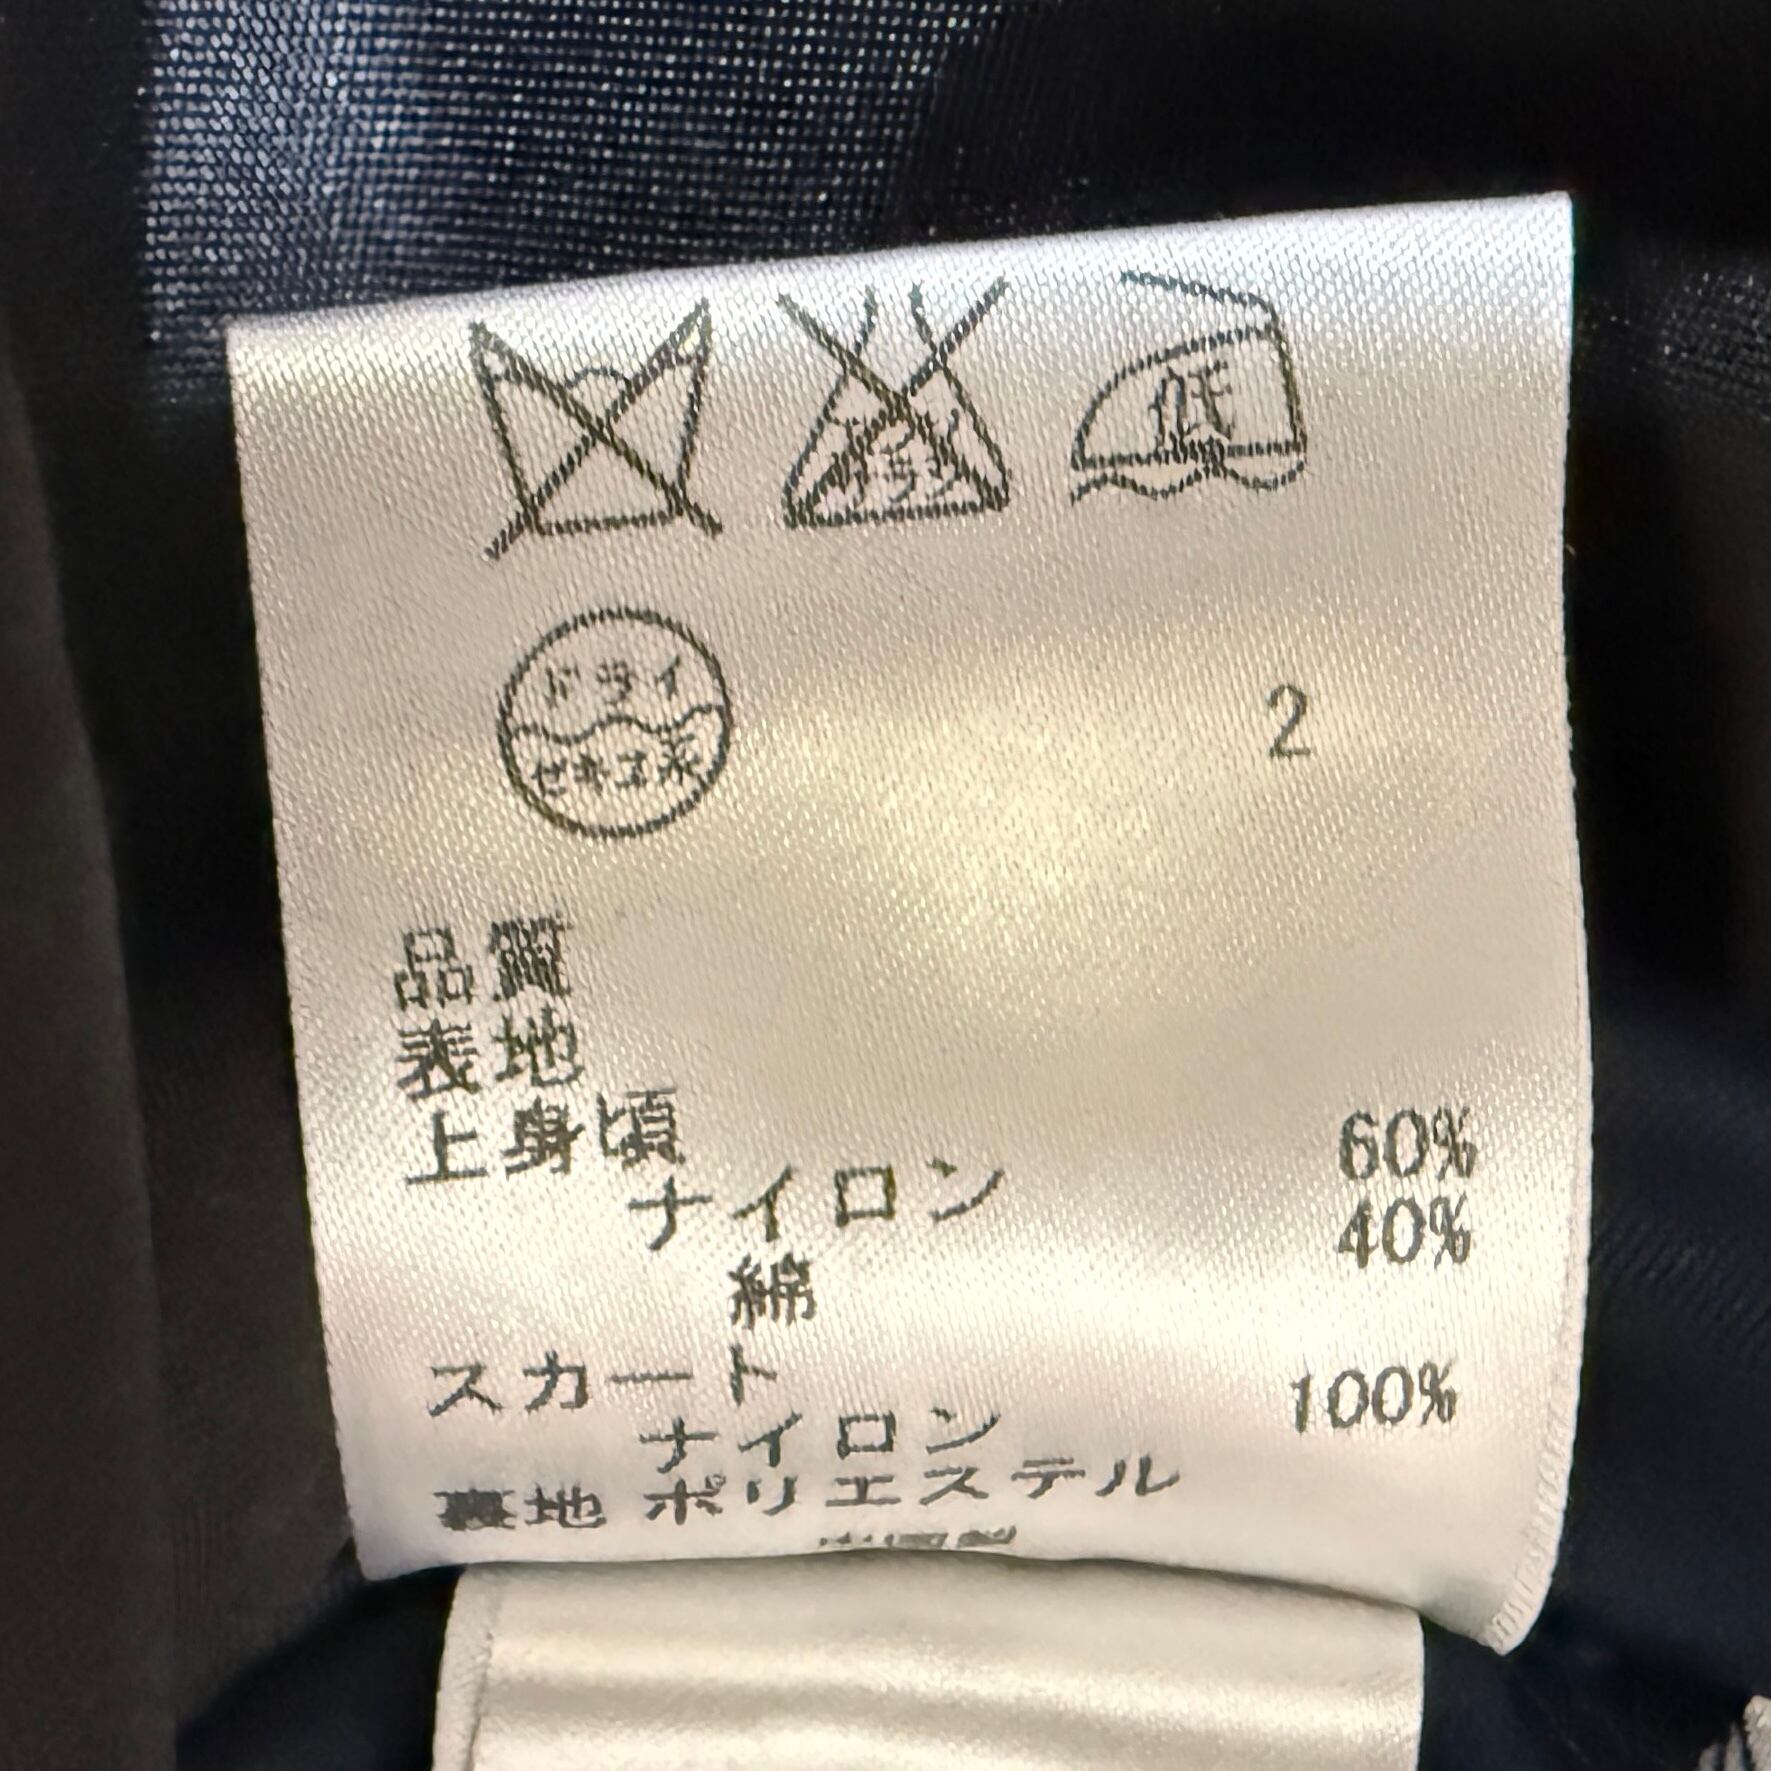 低
ドライ
セキユ系
2
品質
表地
上身頃
ナイロン 60%
綿 40%
スカート
ナイロン 100%
裏地 ポリエステル